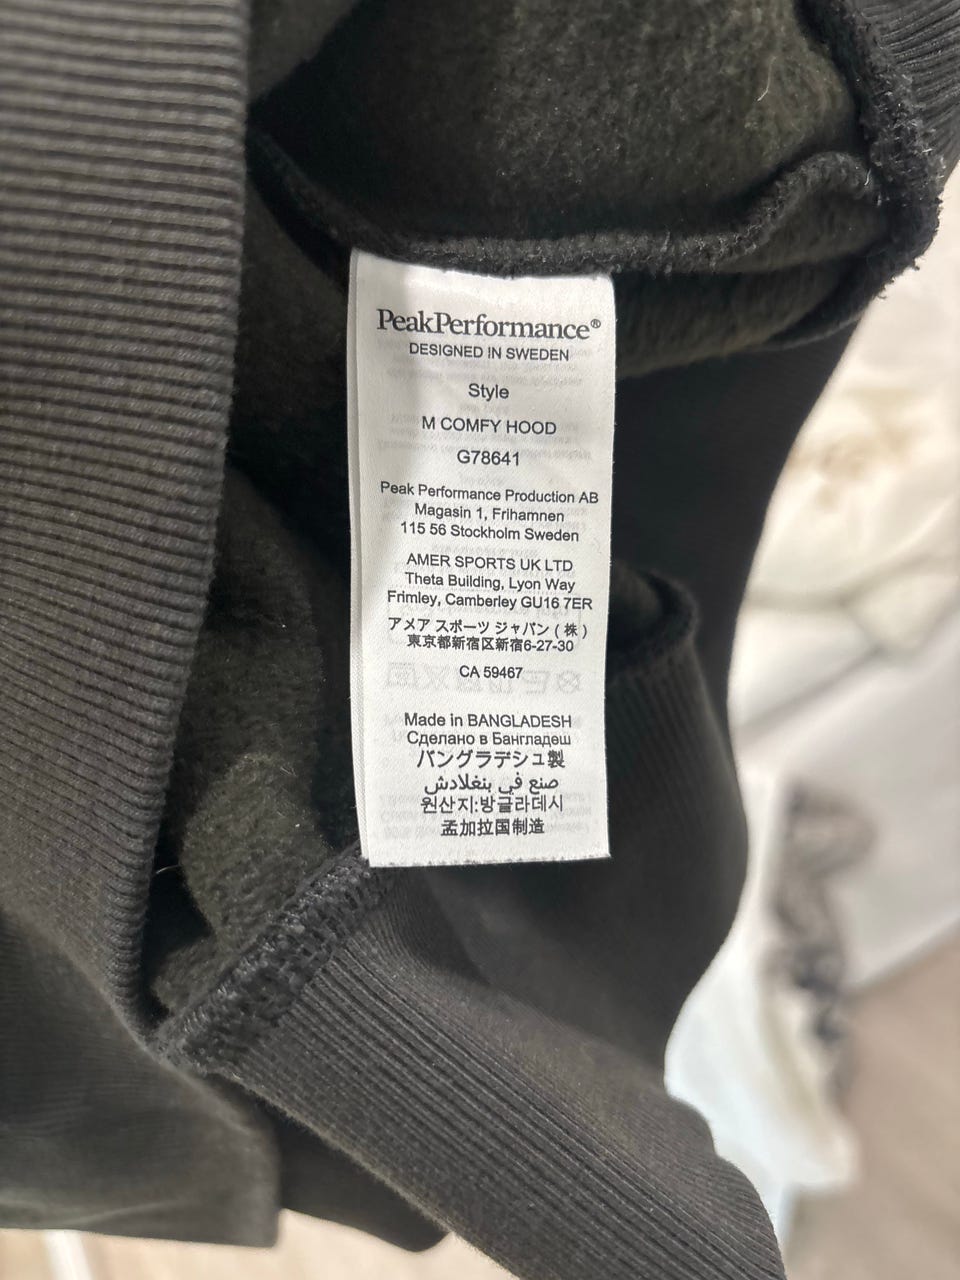 PeakPerformance®
DESIGNED IN SWEDEN
Style
M COMFY HOOD
G78641
Peak Performance Production AB
Magasin 1, Frihamnen
115 56 Stockholm Sweden
AMER SPORTS UK LTD
Theta Building, Lyon Way
Frimley, Camberley GU16 7ER
アメア スポーツ ジャパン (株)
東京都新宿区新宿6-27-30
CA 59467
Made in BANGLADESH
Сделано в Бангладеш
バングラデシュ製
صنع في بنغلادش
원산지:방글라데시
孟加拉国制造